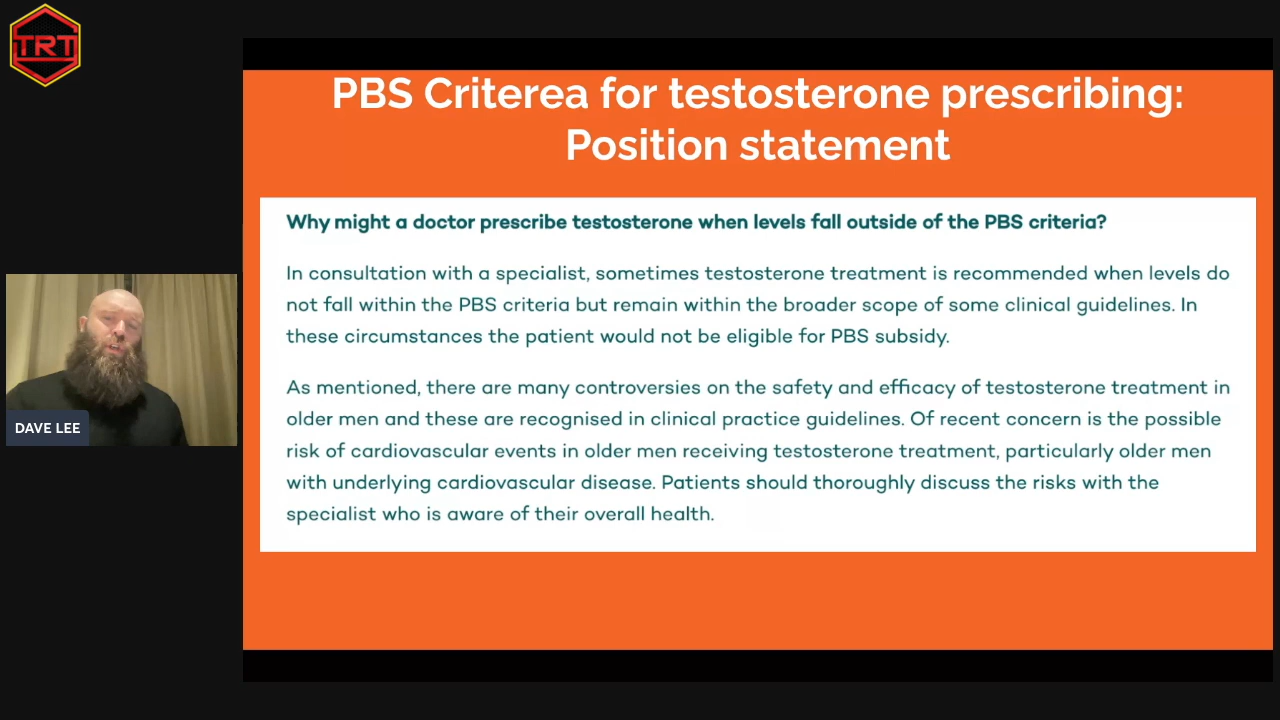 TRT
PBS Criterea for testosterone prescribing:
Position statement
Why might a doctor prescribe testosterone when levels fall outside of the PBS criteria?
In consultation with a specialist, sometimes testosterone treatment is recommended when levels do
not fall within the PBS criteria but remain within the broader scope of some clinical guidelines. In
these circumstances the patient would not be eligible for PBS subsidy.
As mentioned, there are many controversies on the safety and efficacy of testosterone treatment in
older men and these are recognised in clinical practice guidelines. Of recent concern is the possible
risk of cardiovascular events in older men receiving testosterone treatment, particularly older men
with underlying cardiovascular disease. Patients should thoroughly discuss the risks with the
specialist who is aware of their overall health.
DAVE LEE